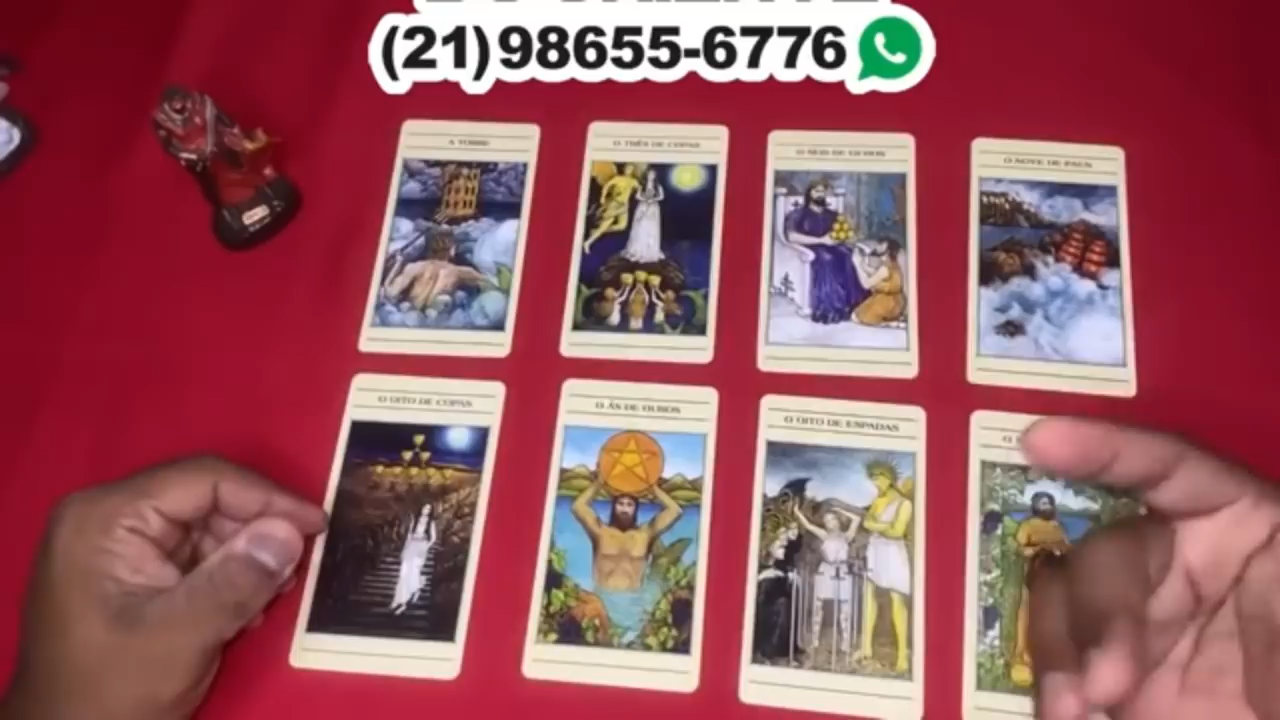 (21)98655-6776
A TORRE
O TRÊS DE COPAS
O SEIS DE OUROS
O NOVE DE PAUS
O OITO DE COPAS
O ÁS DE OUROS
O OITO DE ESPADAS
O